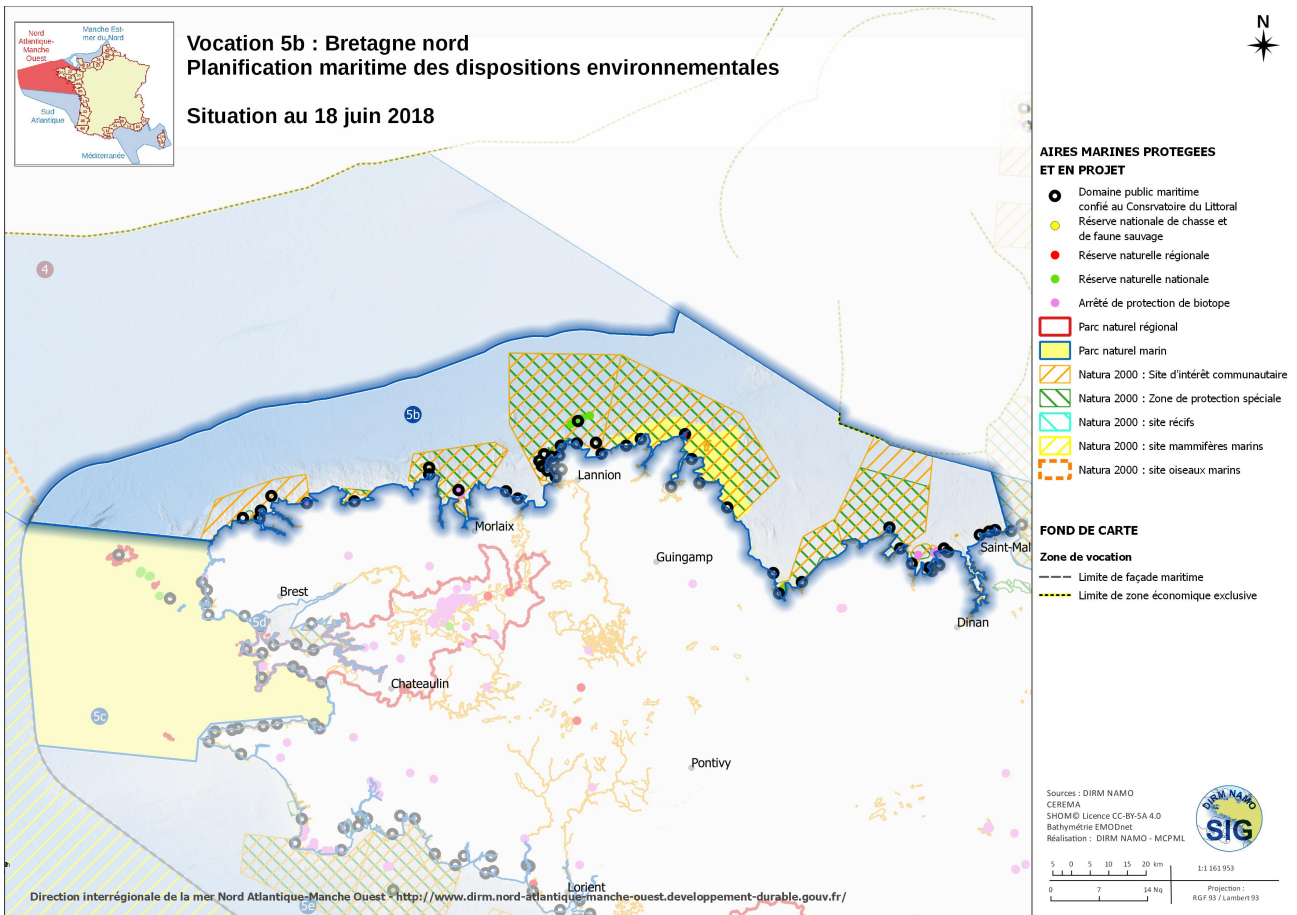 Nord
Atlantique-
Manche
Ouest
Manche Est-
mer du Nord
Sud
Atlantique
Méditerranée
Vocation 5b : Bretagne nord
Planification maritime des dispositions environnementales
Situation au 18 juin 2018
N
4
5b
Lannion
Morlaix
Guingamp
Saint-Mal
Brest
5d
Dinan
Chateaulin
5c
Pontivy
Lorient
5e
Direction interrégionale de la mer Nord Atlantique-Manche Ouest - http://www.dirm.nord-atlantique-manche-ouest.developpement-durable.gouv.fr/
AIRES MARINES PROTEGEES
ET EN PROJET
Domaine public maritime
confié au Consrvatoire du Littoral
Réserve nationale de chasse et
de faune sauvage
Réserve naturelle régionale
Réserve naturelle nationale
Arrêté de protection de biotope
Parc naturel régional
Parc naturel marin
Natura 2000 : Site d'intérêt communautaire
Natura 2000 : Zone de protection spéciale
Natura 2000 : site récifs
Natura 2000 : site mammifères marins
Natura 2000 : site oiseaux marins
FOND DE CARTE
Zone de vocation
Limite de façade maritime
Limite de zone économique exclusive
Sources : DIRM NAMO
CEREMA
SHOM© Licence CC-BY-SA 4.0
Bathymétrie EMODnet
Réalisation : DIRM NAMO - MCPML
DIRM NAMO
SIG
5 0 5 10 15 20 km
0 7 14 Nq
1:1 161 953
Projection :
RGF 93 / Lambert 93